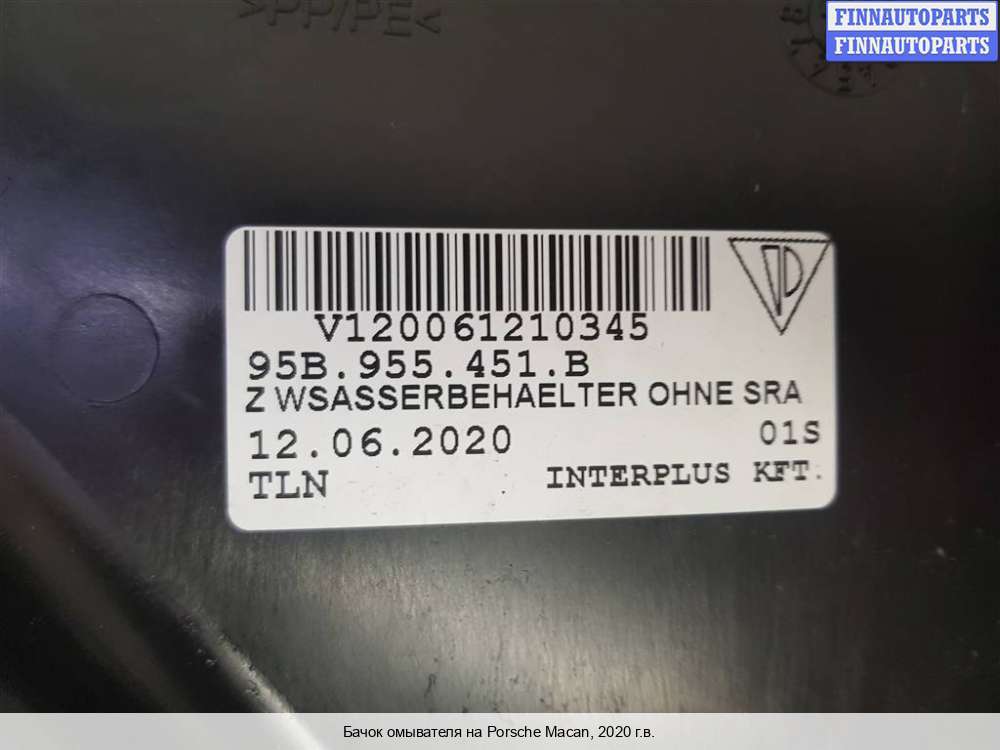 >PP/PE<
FINNAUTOPARTS
FINNAUTOPARTS
V120061210345
95B.955.451.B
Z WSASSERBEHAELTER OHNE SRA
12.06.2020
01S
TLN
INTERPLUS KFT.
Бачок омывателя на Porsche Macan, 2020 г.в.